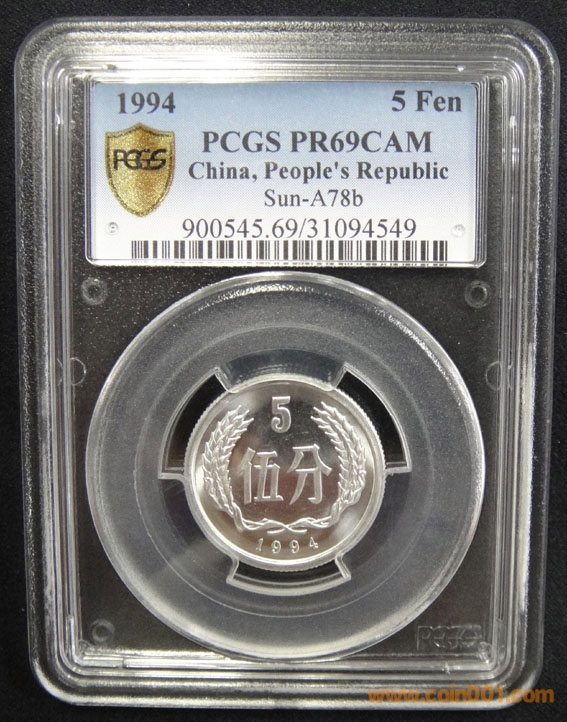 1994 5 Fen
PCGS
PCGS PR69CAM
China, People's Republic
Sun-A78b
900545.69/31094549
5
伍分
1994
PCGS
www.coin001.com